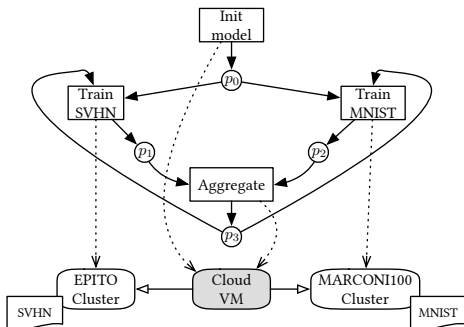 Init
model
p0
Train
SVHN
Train
MNIST
p1
p2
Aggregate
p3
EPITO
Cluster
Cloud
VM
MARCONI100
Cluster
SVHN
MNIST